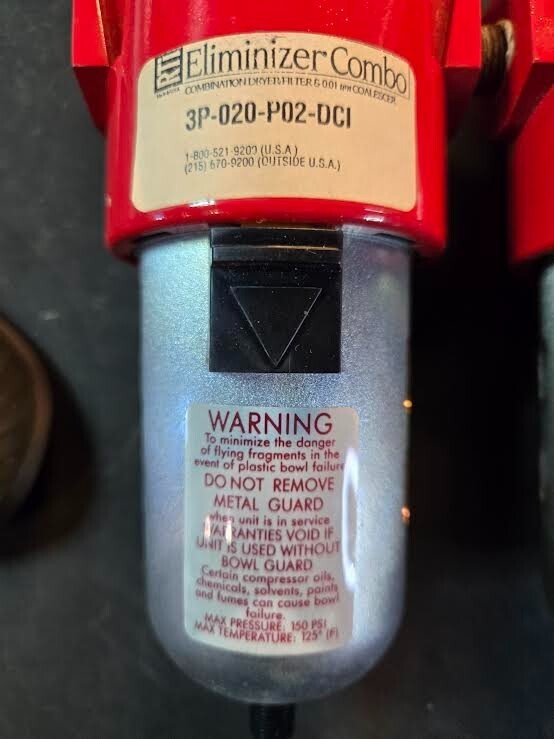 RTi Eliminizer Combo
COMBINATION DRYER/FILTER & 0.01 COALESCER
3P-020-P02-DCI
1-800-521-9200 (U.S.A.)
(215) 670-9200 (OUTSIDE U.S.A.)
WARNING
To minimize the danger
of flying fragments in the
event of plastic bowl failure
DO NOT REMOVE
METAL GUARD
when unit is in service
WARRANTIES VOID IF
UNIT IS USED WITHOUT
BOWL GUARD
Certain compressor oils,
chemicals, solvents, paints
and fumes can cause bowl
failure.
MAX PRESSURE: 150 PSI
MAX TEMPERATURE: 125° (F)